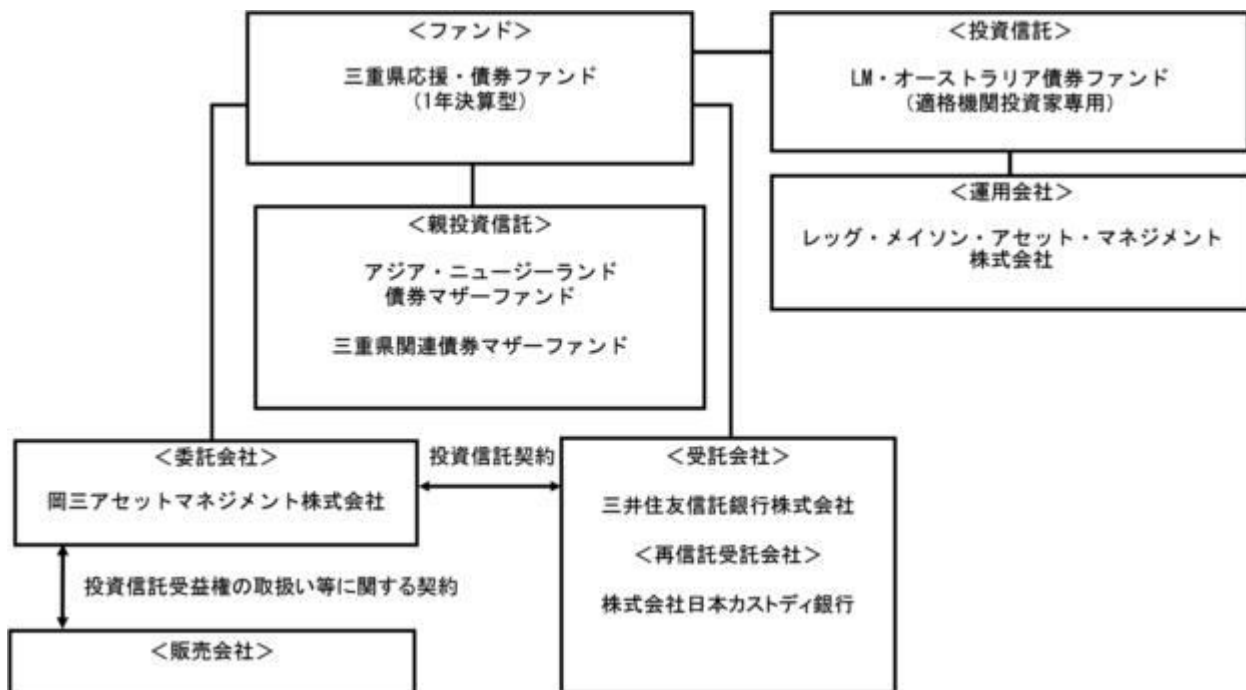 ＜ファンド＞
三重県応援・債券ファンド
(1年決算型)
＜投資信託＞
LM・オーストラリア債券ファンド
(適格機関投資家専用)
＜運用会社＞
レッグ・メイソン・アセット・マネジメント
株式会社
＜親投資信託＞
アジア・ニュージーランド
債券マザーファンド
三重県関連債券マザーファンド
＜委託会社＞
岡三アセットマネジメント株式会社
投資信託契約
＜受託会社＞
三井住友信託銀行株式会社
＜再信託受託会社＞
株式会社日本カストディ銀行
投資信託受益権の取扱い等に関する契約
＜販売会社＞